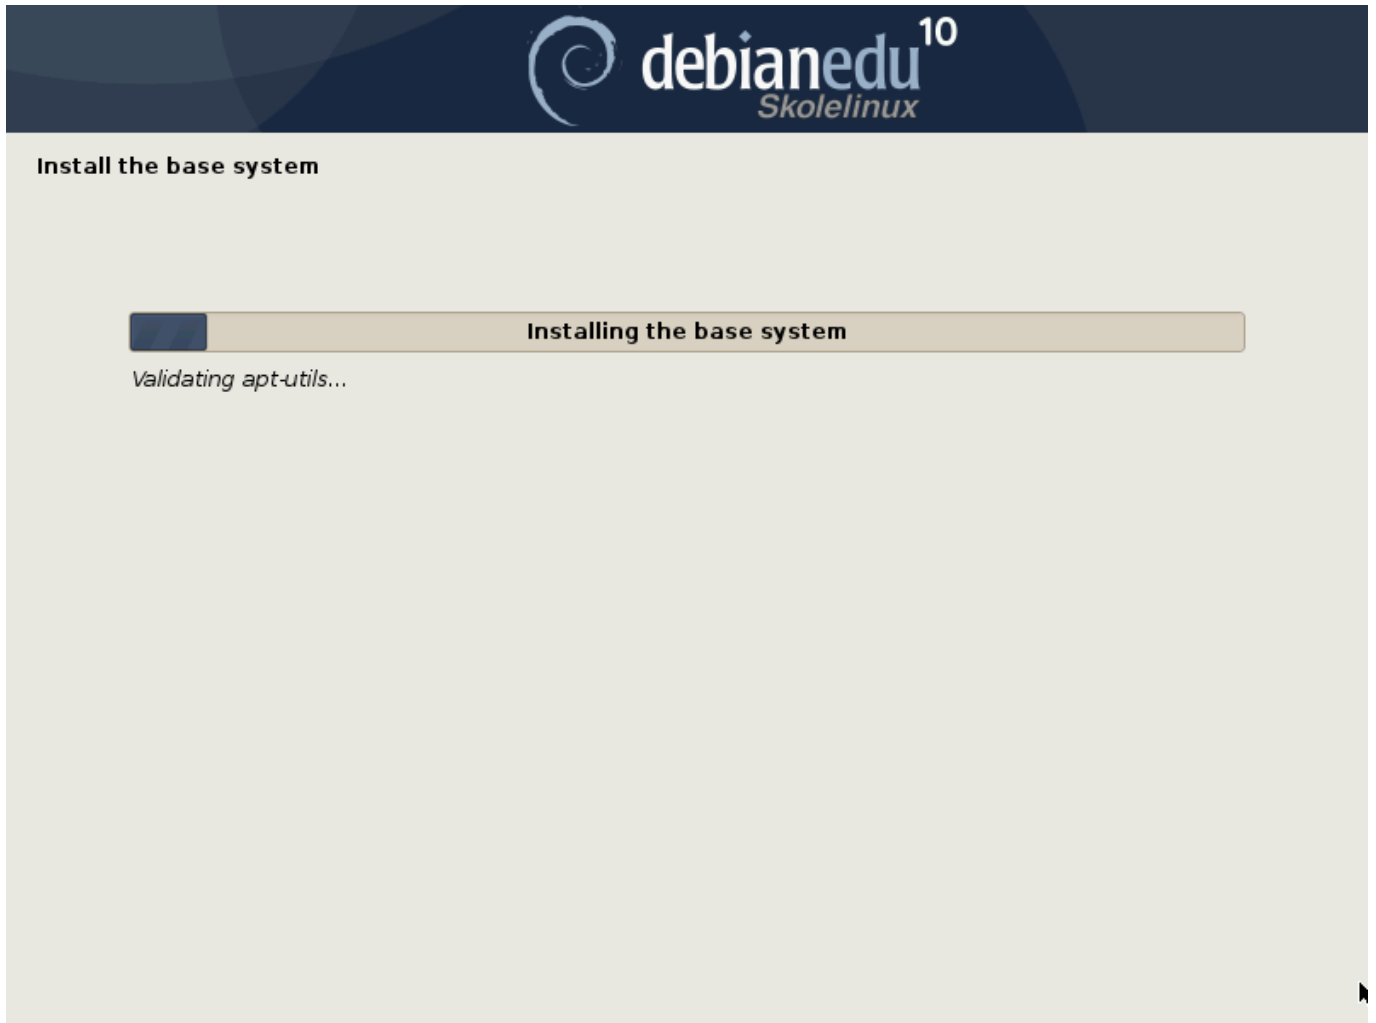 debianedu 10
Skolelinux
Install the base system
Installing the base system
Validating apt-utils...